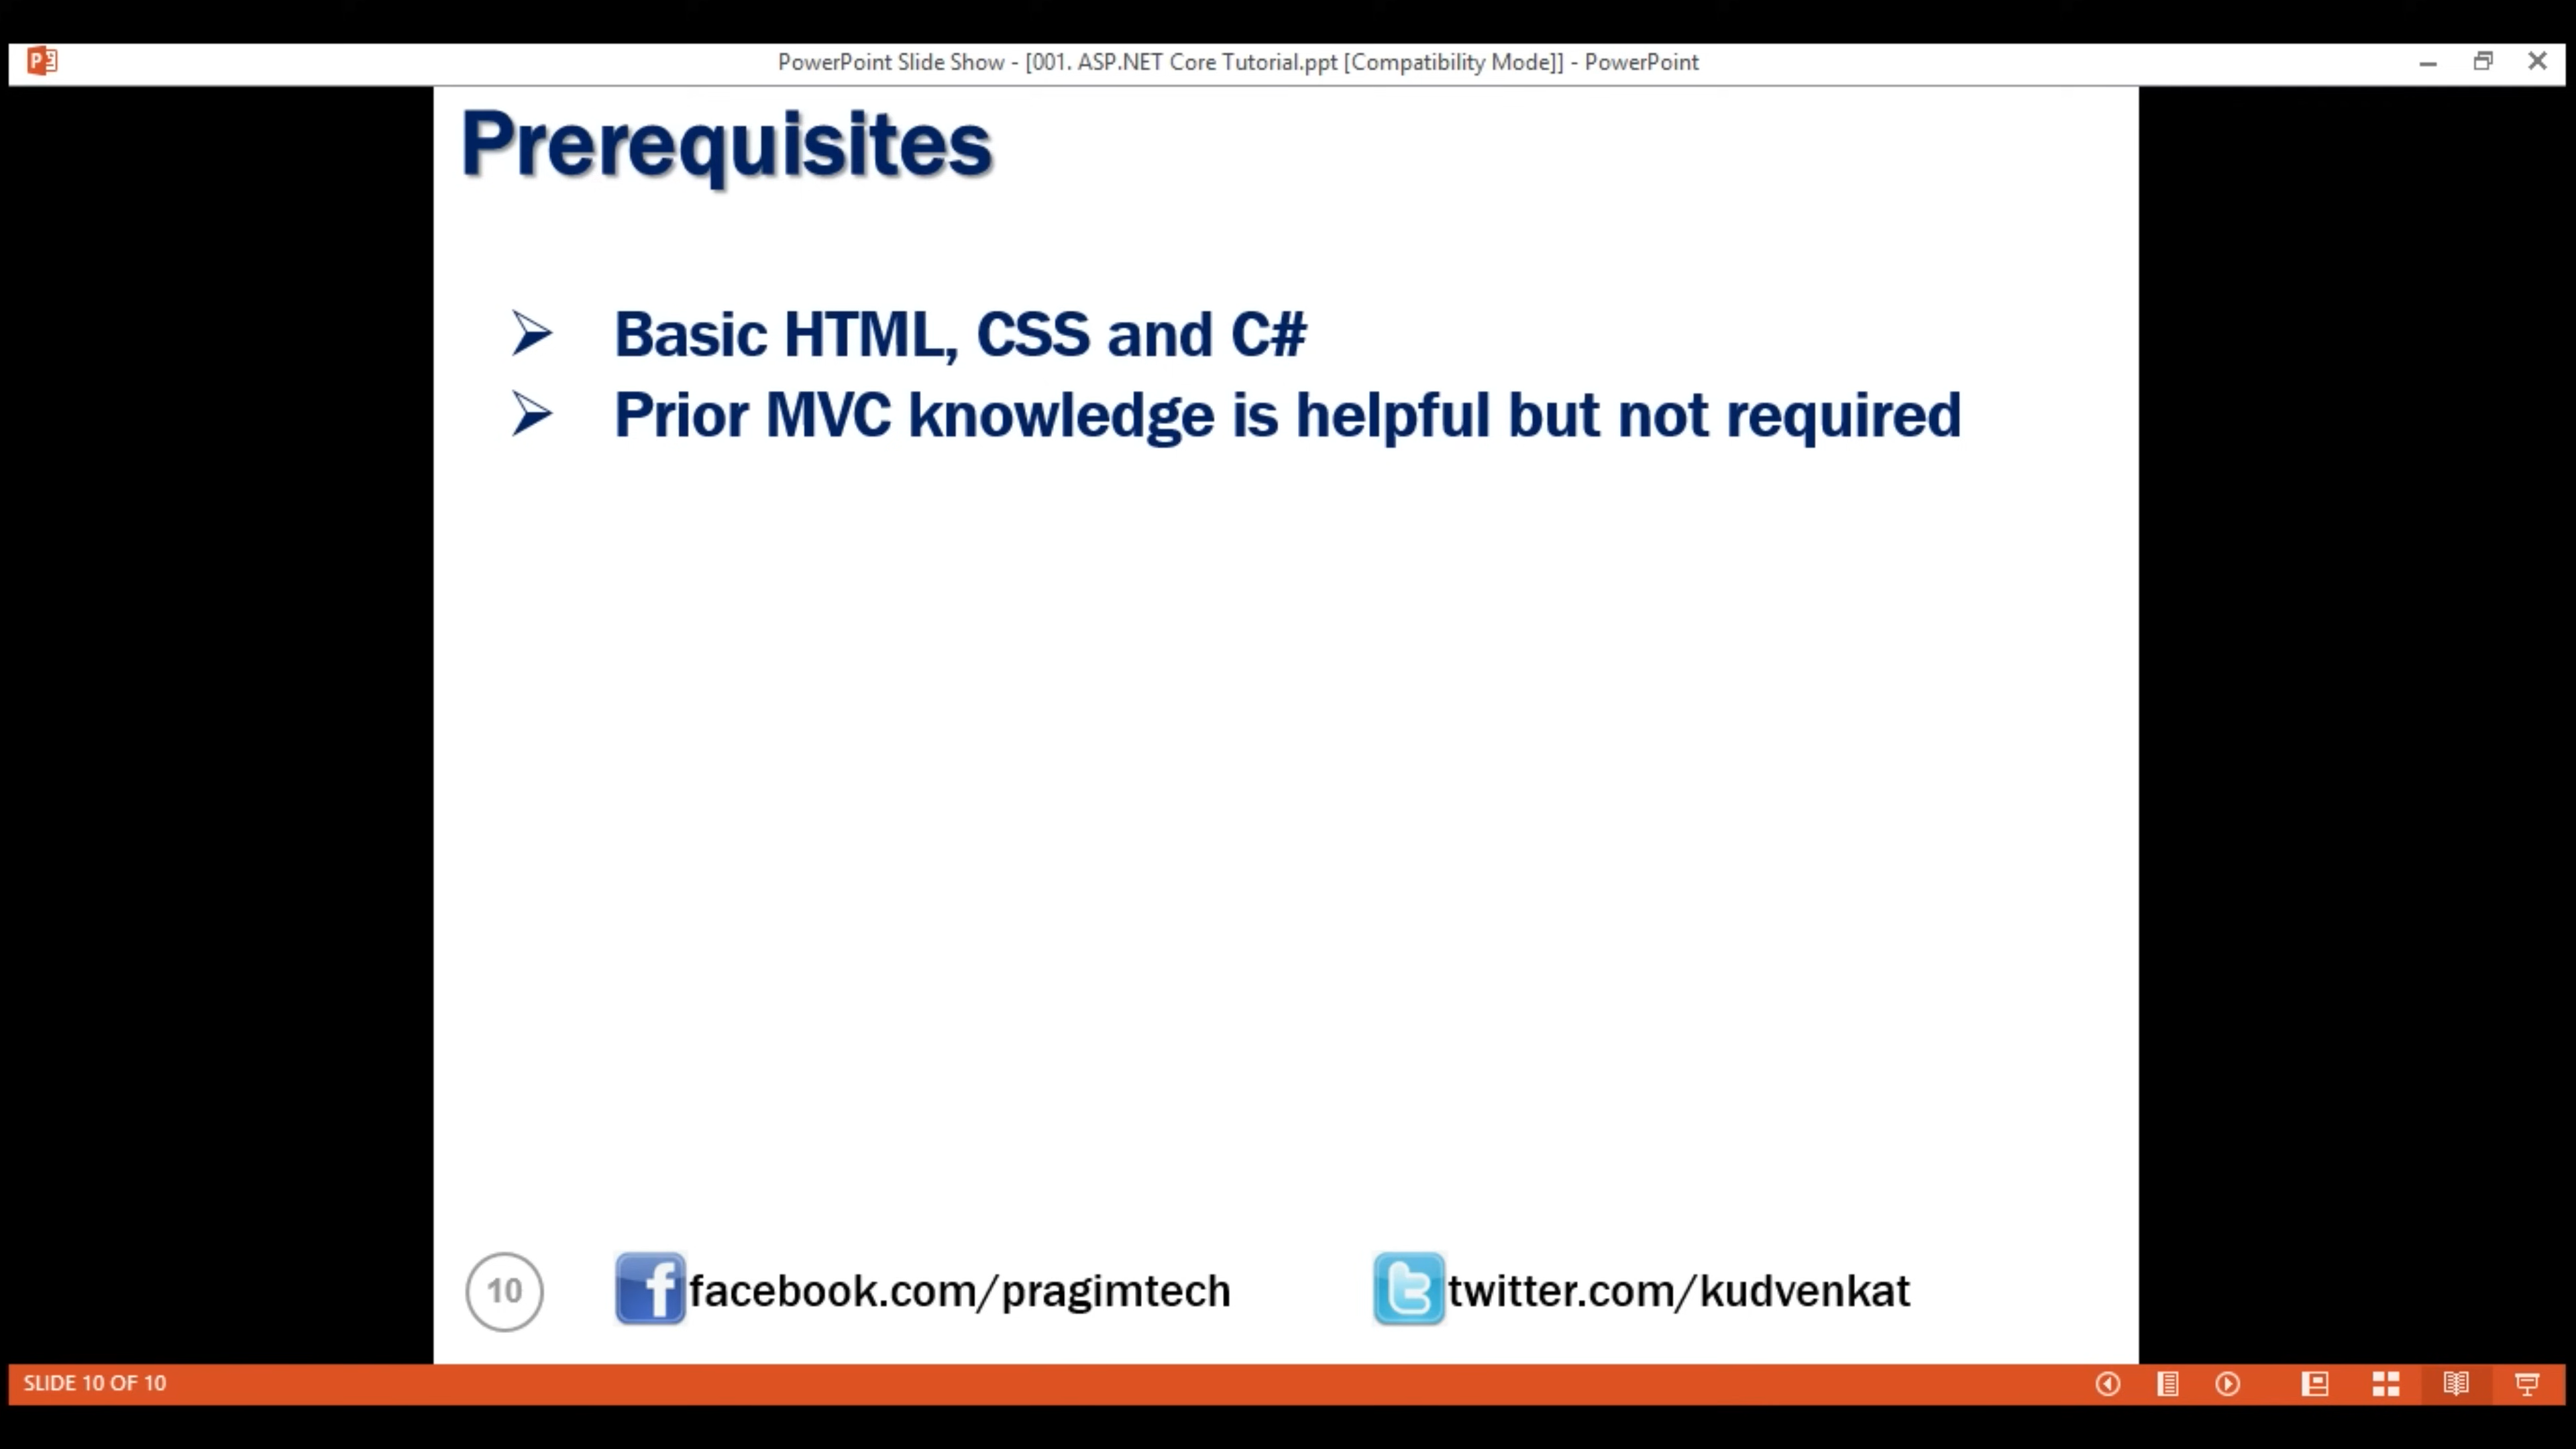 PowerPoint Slide Show - [001. ASP.NET Core Tutorial.ppt [Compatibility Mode]] - PowerPoint
Prerequisites
Basic HTML, CSS and C#
Prior MVC knowledge is helpful but not required
10
facebook.com/pragimtech
twitter.com/kudvenkat
SLIDE 10 OF 10